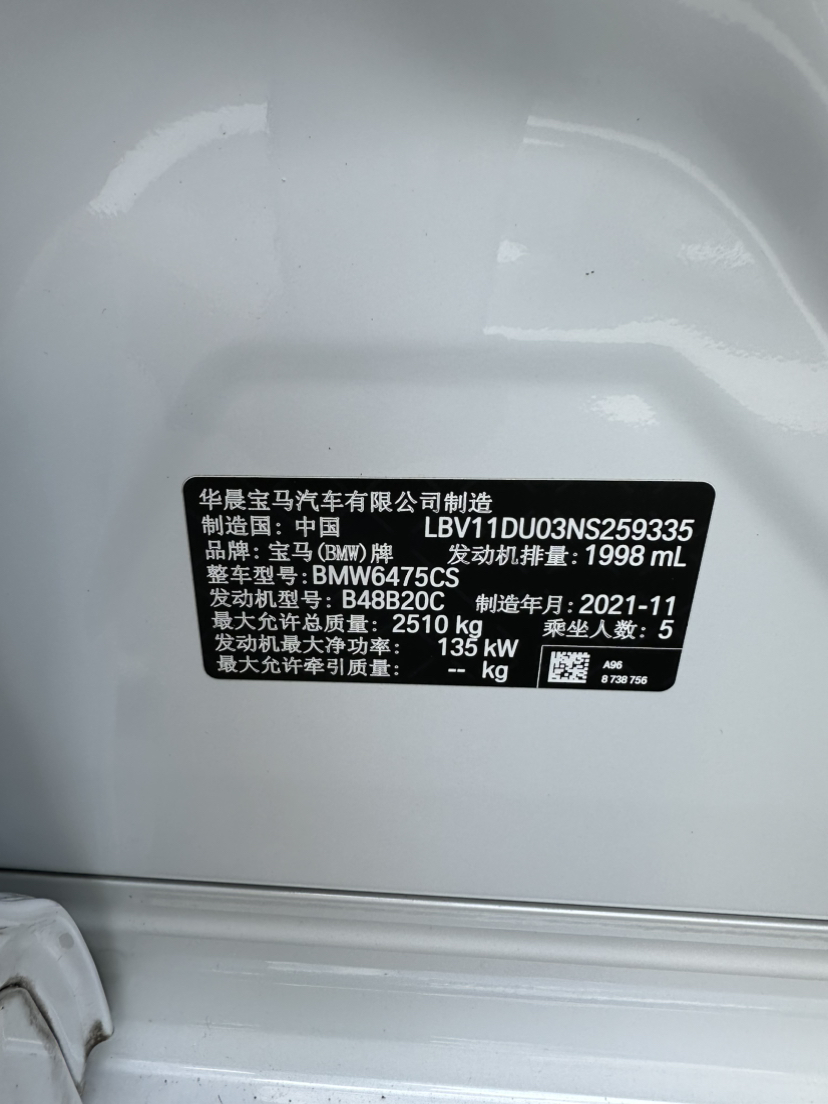 华晨宝马汽车有限公司制造
制造国: 中国 LBV11DU03NS259335
品牌: 宝马(BMW)牌 发动机排量: 1998 mL
整车型号: BMW6475CS
发动机型号: B48B20C 制造年月: 2021-11
最大允许总质量: 2510 kg 乘坐人数: 5
发动机最大净功率: 135 kW
最大允许牵引质量: -- kg
A96
8 738 756